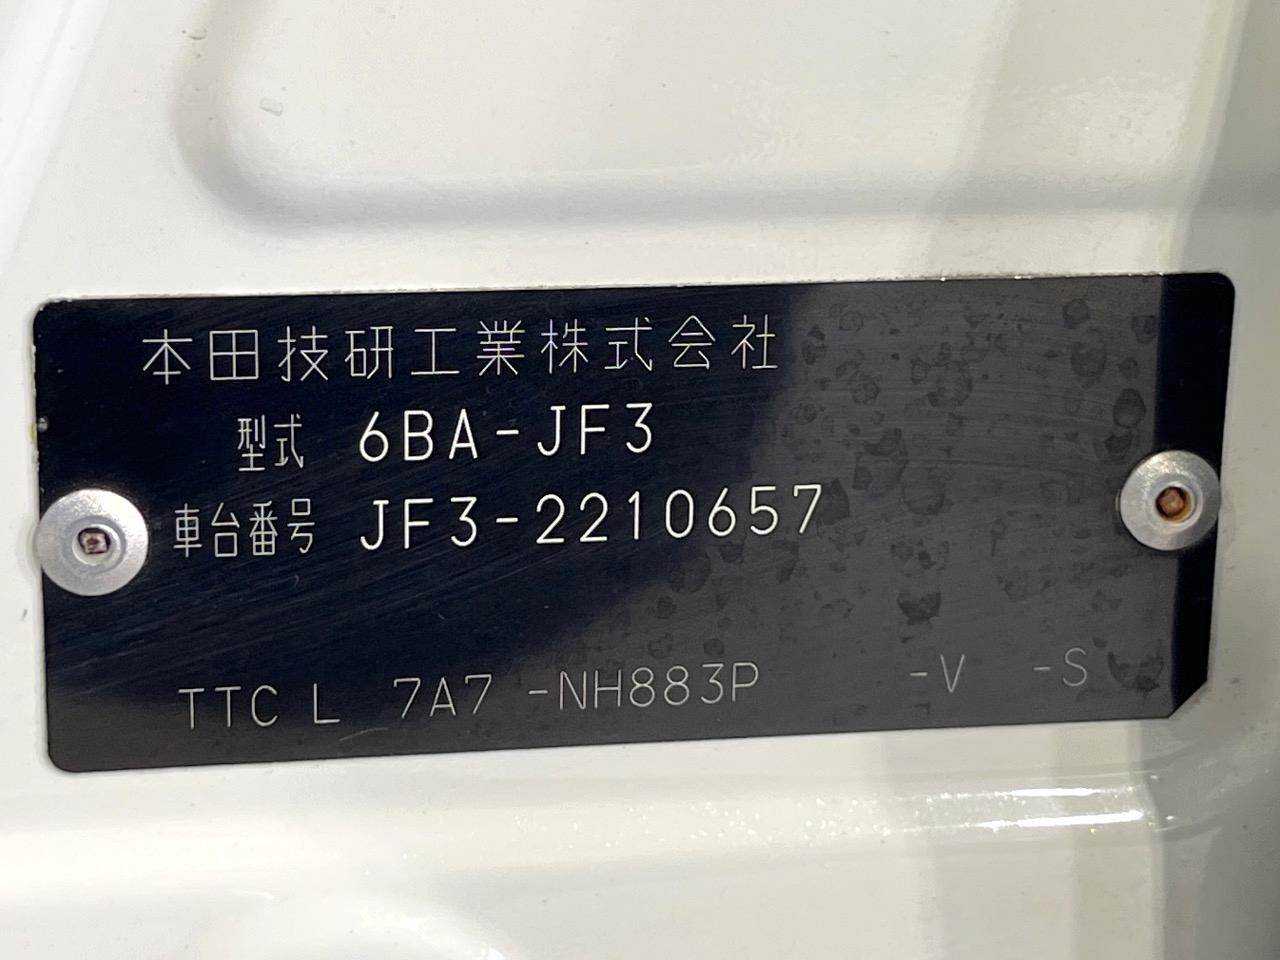 本田技研工業株式会社
型式 6BA-JF3
車台番号 JF3-2210657
TTC L 7A7 -NH883P -V -S